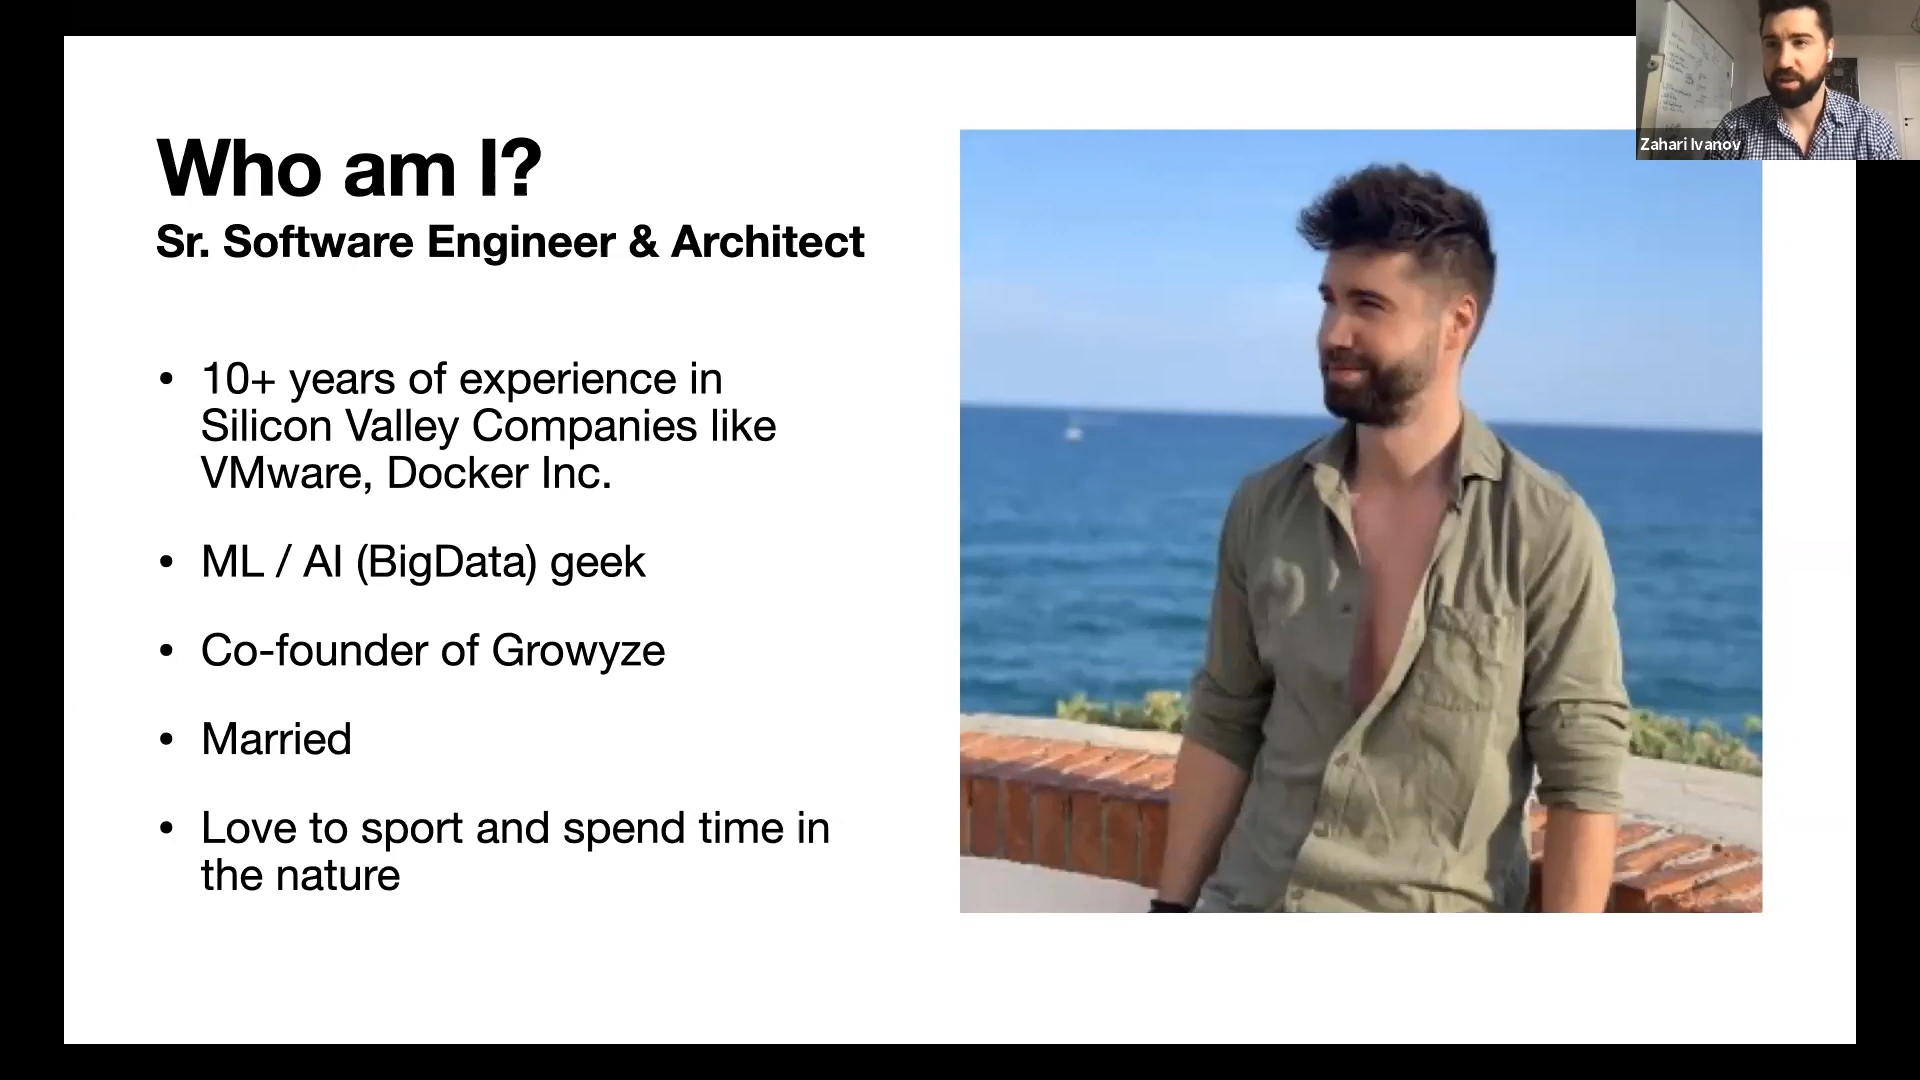 Who am I?
Sr. Software Engineer & Architect
• 10+ years of experience in
Silicon Valley Companies like
VMware, Docker Inc.
• ML / AI (BigData) geek
• Co-founder of Growyze
• Married
• Love to sport and spend time in
the nature
Zahari Ivanov